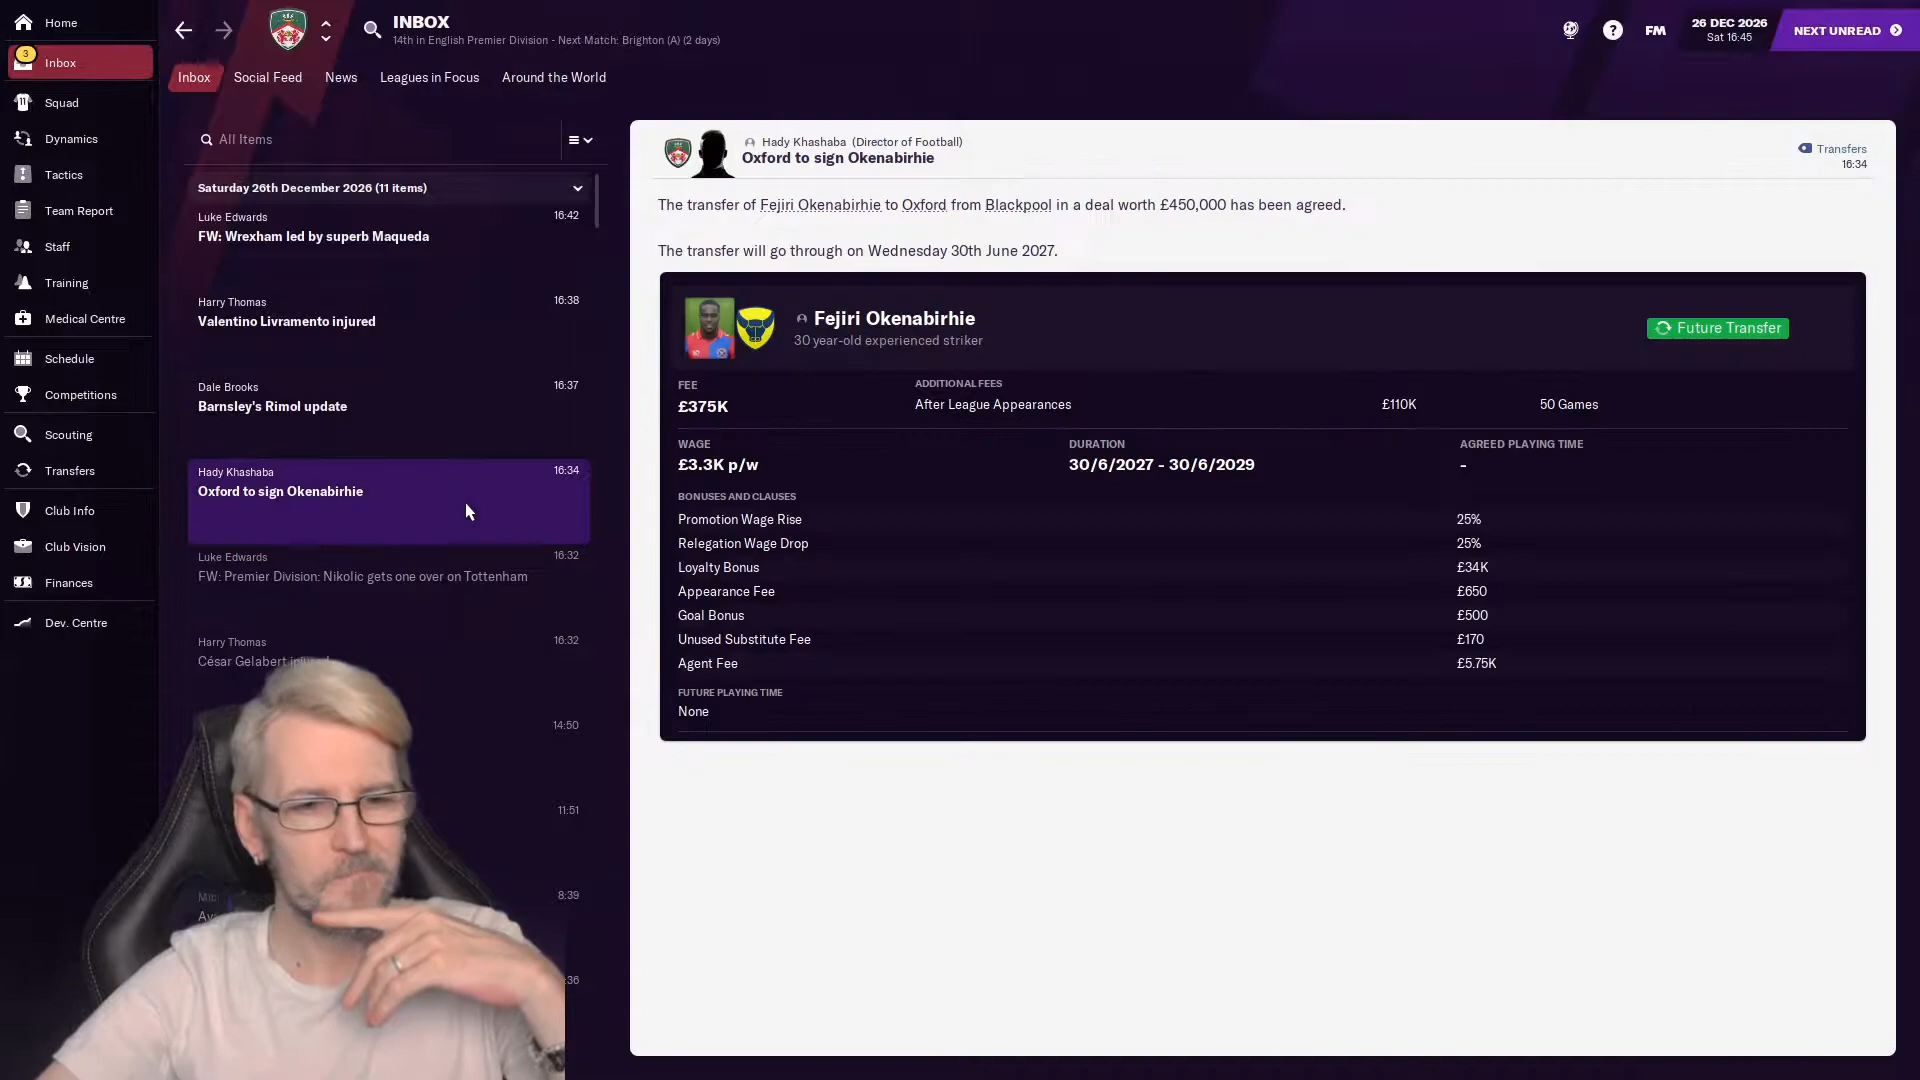 Home
3
Inbox
Squad
Dynamics
Tactics
Team Report
Staff
Training
Medical Centre
Schedule
Competitions
Scouting
Transfers
Club Info
Club Vision
Finances
Dev. Centre
INBOX
14th in English Premier Division - Next Match: Brighton (A) (2 days)
FM
26 DEC 2026
Sat 16:45
NEXT UNREAD
Inbox Social Feed News Leagues in Focus Around the World
All Items
Saturday 26th December 2026 (11 items)
Luke Edwards 16:42
FW: Wrexham led by superb Maqueda
Harry Thomas 16:38
Valentino Livramento injured
Dale Brooks 16:37
Barnsley's Rimol update
Hady Khashaba 16:34
Oxford to sign Okenabirhie
Luke Edwards 16:32
FW: Premier Division: Nikolic gets one over on Tottenham
Harry Thomas 16:32
César Gelabert injured
14:50
11:51
8:39
:36
Hady Khashaba (Director of Football)
Oxford to sign Okenabirhie
Transfers
16:34
The transfer of Fejiri Okenabirhie to Oxford from Blackpool in a deal worth £450,000 has been agreed.
The transfer will go through on Wednesday 30th June 2027.
Fejiri Okenabirhie
30 year-old experienced striker
Future Transfer
FEE
£375K
ADDITIONAL FEES
After League Appearances £110K 50 Games
WAGE
£3.3K p/w
DURATION
30/6/2027 - 30/6/2029
AGREED PLAYING TIME
-
BONUSES AND CLAUSES
Promotion Wage Rise 25%
Relegation Wage Drop 25%
Loyalty Bonus £34K
Appearance Fee £650
Goal Bonus £500
Unused Substitute Fee £170
Agent Fee £5.75K
FUTURE PLAYING TIME
None